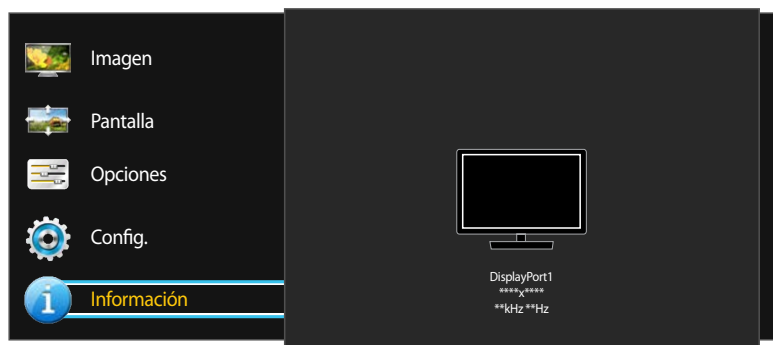 Imagen
Pantalla
Opciones
Config.
Información
DisplayPort1
****x****
**kHz **Hz